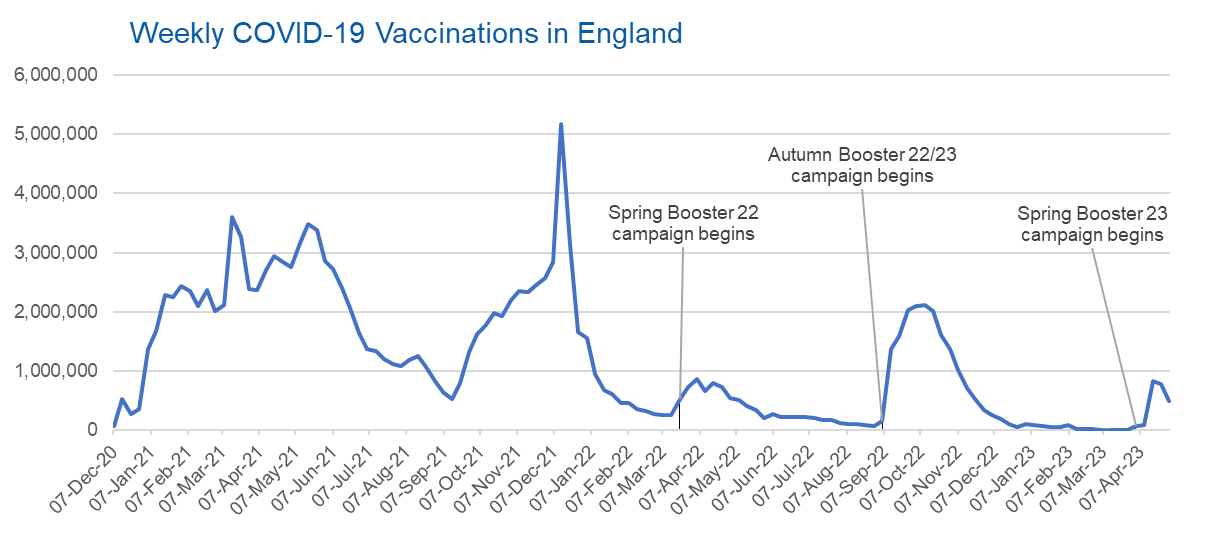 Weekly COVID-19 Vaccinations in England
6,000,000
5,000,000
4,000,000
3,000,000
2,000,000
1,000,000
0
Autumn Booster 22/23
campaign begins
Spring Booster 22
campaign begins
Spring Booster 23
campaign begins
07-Dec-20
07-Jan-21
07-Feb-21
07-Mar-21
07-Apr-21
07-May-21
07-Jun-21
07-Jul-21
07-Aug-21
07-Sep-21
07-Oct-21
07-Nov-21
07-Dec-21
07-Jan-22
07-Feb-22
07-Mar-22
07-Apr-22
07-May-22
07-Jun-22
07-Jul-22
07-Aug-22
07-Sep-22
07-Oct-22
07-Nov-22
07-Dec-22
07-Jan-23
07-Feb-23
07-Mar-23
07-Apr-23